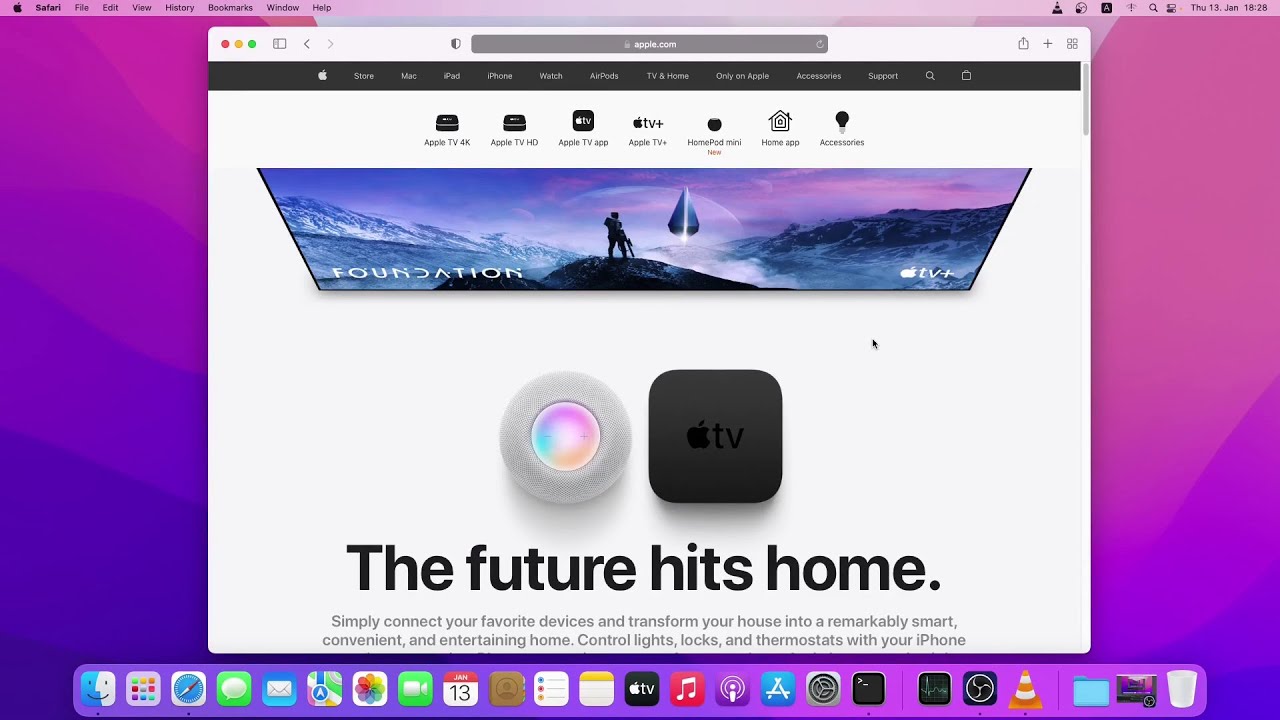 Safari File Edit View History Bookmarks Window Help A Thu 13. Jan 18:28
apple.com
Store Mac iPad iPhone Watch AirPods TV & Home Only on Apple Accessories Support
tv tv+
Apple TV 4K Apple TV HD Apple TV app Apple TV+ HomePod mini Home app Accessories
New
FOUNDATION tv+
tv
The future hits home.
Simply connect your favorite devices and transform your house into a remarkably smart,
convenient, and entertaining home. Control lights, locks, and thermostats with your iPhone
JAN
13
tv
>_